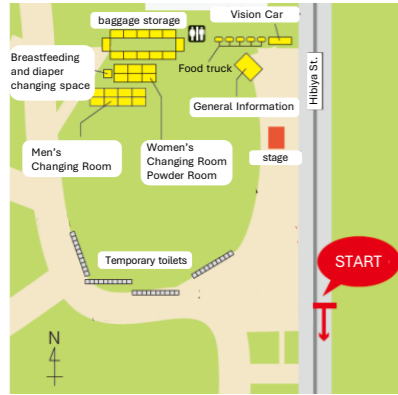 baggage storage
Vision Car
Breastfeeding
and diaper
changing space
Food truck
Hibiya St.
General Information
Men's
Changing Room
Women's
Changing Room
Powder Room
stage
Temporary toilets
START
N